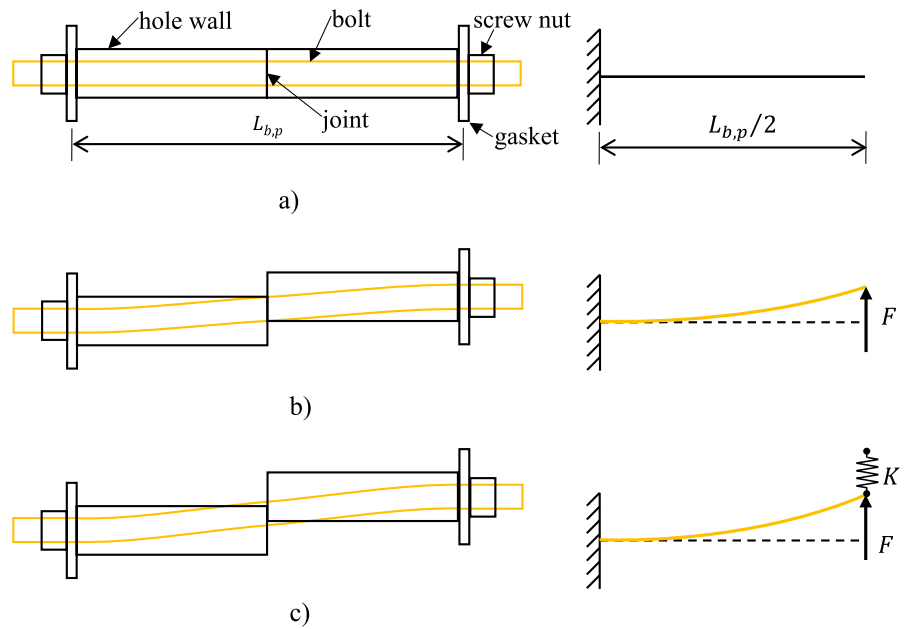 hole wall
bolt
screw nut
joint
gasket
$L_{b,p}$
$L_{b,p}/2$
a)
F
b)
K
F
c)